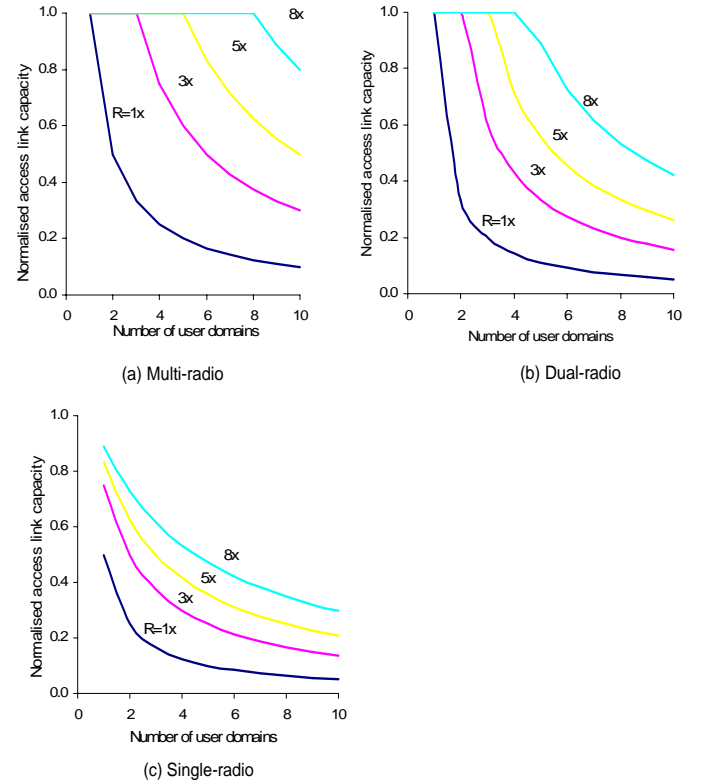 Normalised access link capacity
1.0
0.8
0.6
0.4
0.2
0.0
8x
5x
3x
R=1x
0 2 4 6 8 10
Number of user domains
(a) Multi-radio
Normalised access link capacity
1.0
0.8
0.6
0.4
0.2
0.0
8x
5x
3x
R=1x
0 2 4 6 8 10
Number of user domains
(b) Dual-radio
Normalised access link capacity
1.0
0.8
0.6
0.4
0.2
0.0
8x
5x
3x
R=1x
0 2 4 6 8 10
Number of user domains
(c) Single-radio